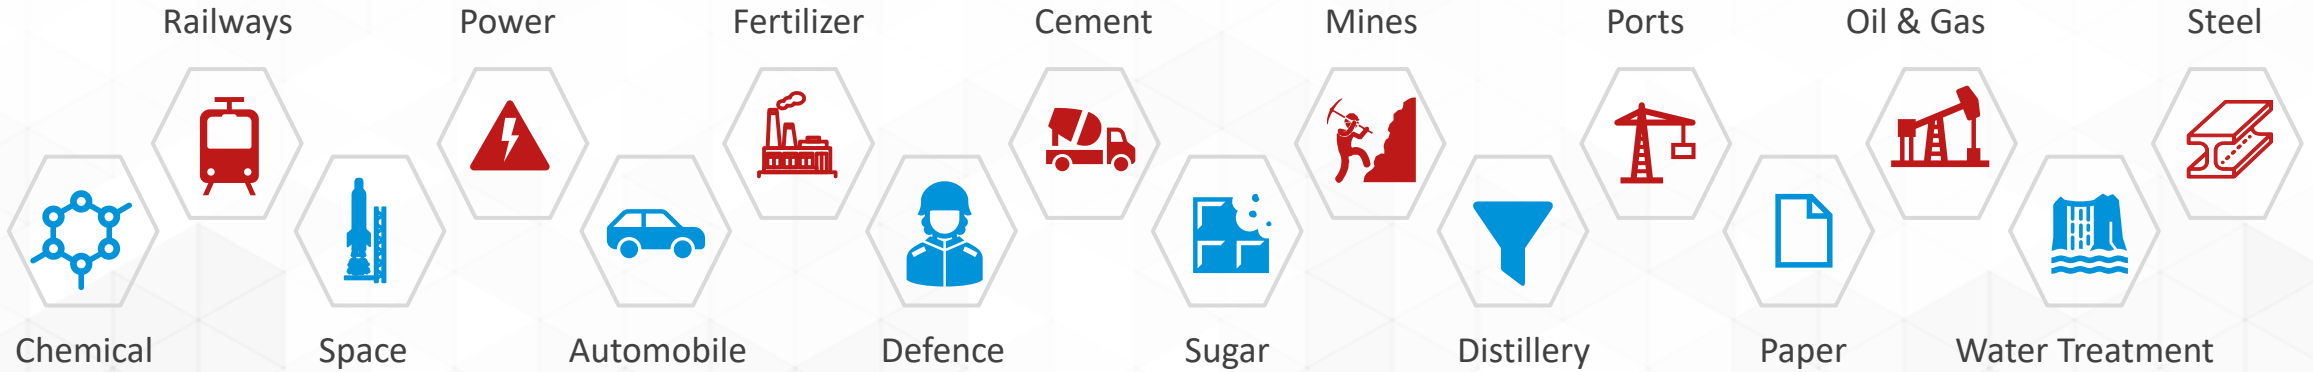 Railways
Power
Fertilizer
Cement
Mines
Ports
Oil & Gas
Steel
Chemical
Space
Automobile
Defence
Sugar
Distillery
Paper
Water Treatment